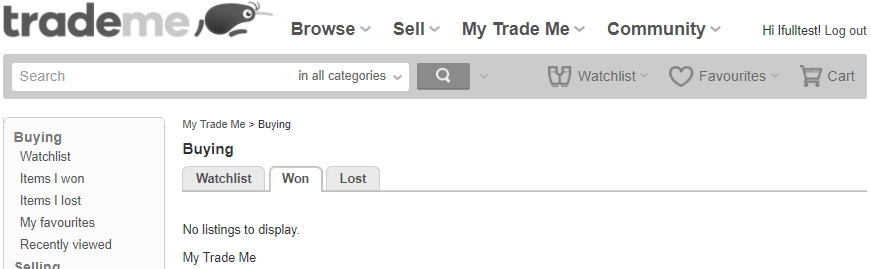 trademe
Browse Sell My Trade Me Community Hi lfulltest! Log out
Search in all categories Watchlist Favourites Cart
Buying
Watchlist
Items I won
Items I lost
My favourites
Recently viewed
Selling
My Trade Me > Buying
Buying
Watchlist Won Lost
No listings to display.
My Trade Me